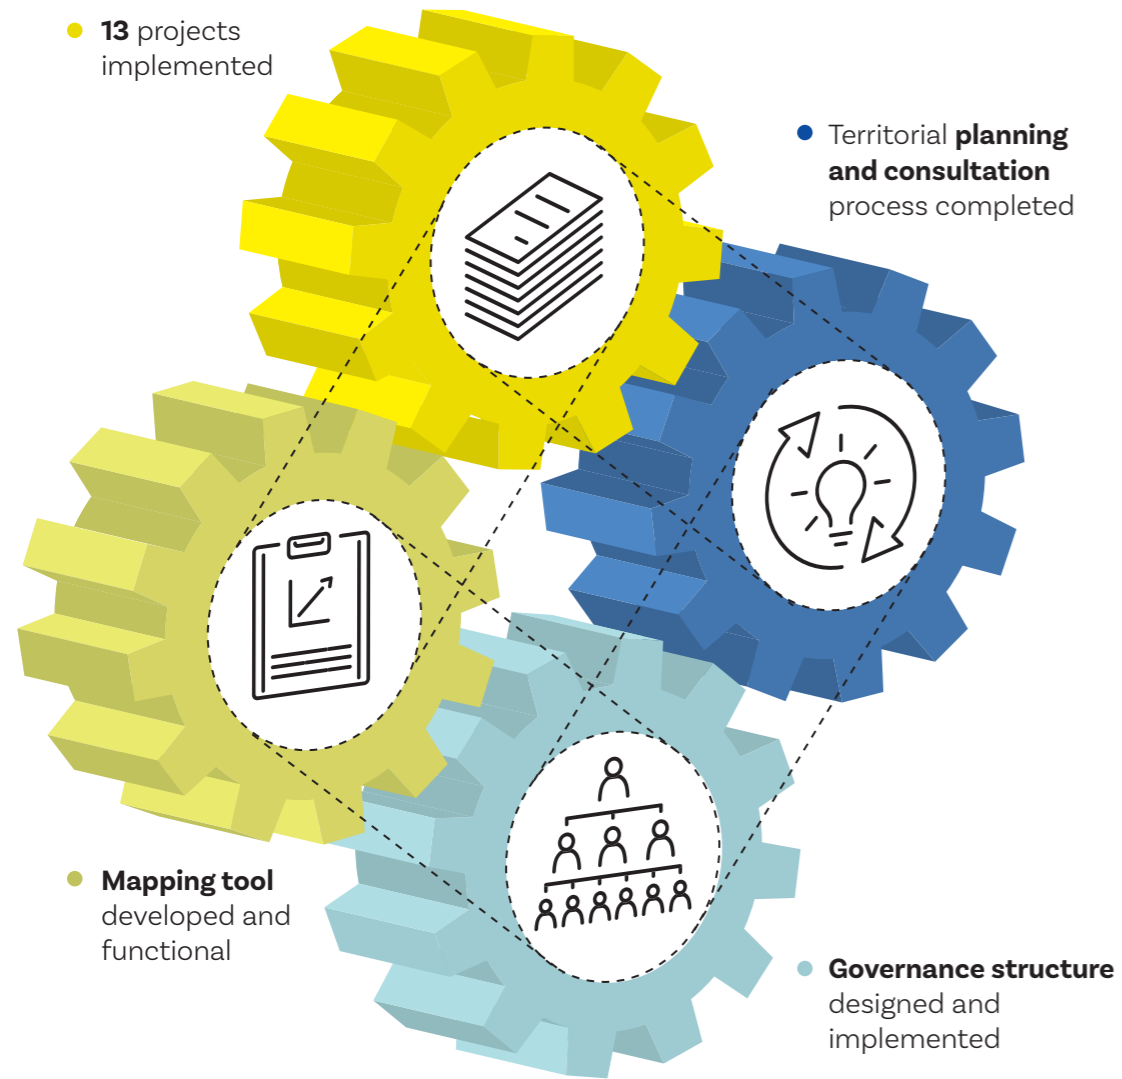 13 projects
implemented
Territorial planning
and consultation
process completed
Mapping tool
developed and
functional
Governance structure
designed and
implemented